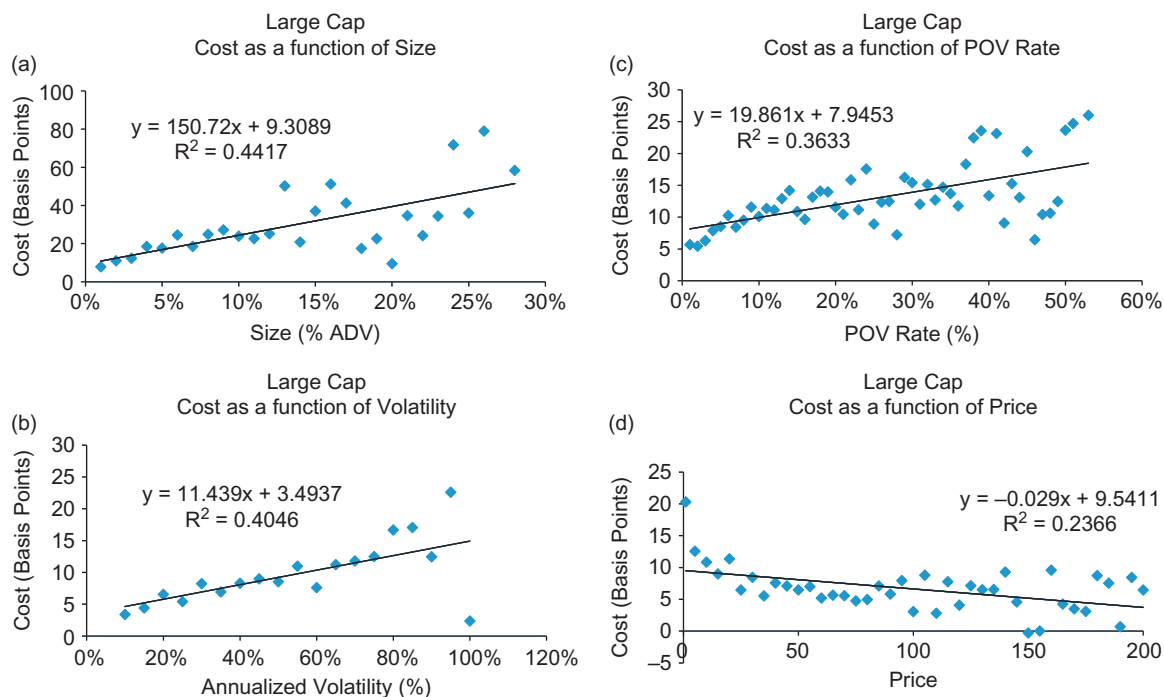 Large Cap
Cost as a function of Size
(a)
Cost (Basis Points)
100
80
60
40
20
0
y = 150.72x + 9.3089
R² = 0.4417
0% 5% 10% 15% 20% 25% 30%
Size (% ADV)
Large Cap
Cost as a function of POV Rate
(c)
Cost (Basis Points)
30
25
20
15
10
5
0
y = 19.861x + 7.9453
R² = 0.3633
0% 10% 20% 30% 40% 50% 60%
POV Rate (%)
Large Cap
Cost as a function of Volatility
(b)
Cost (Basis Points)
30
25
20
15
10
5
0
y = 11.439x + 3.4937
R² = 0.4046
0% 20% 40% 60% 80% 100% 120%
Annualized Volatility (%)
Large Cap
Cost as a function of Price
(d)
Cost (Basis Points)
25
20
15
10
5
0
–5
y = –0.029x + 9.5411
R² = 0.2366
0 50 100 150 200
Price